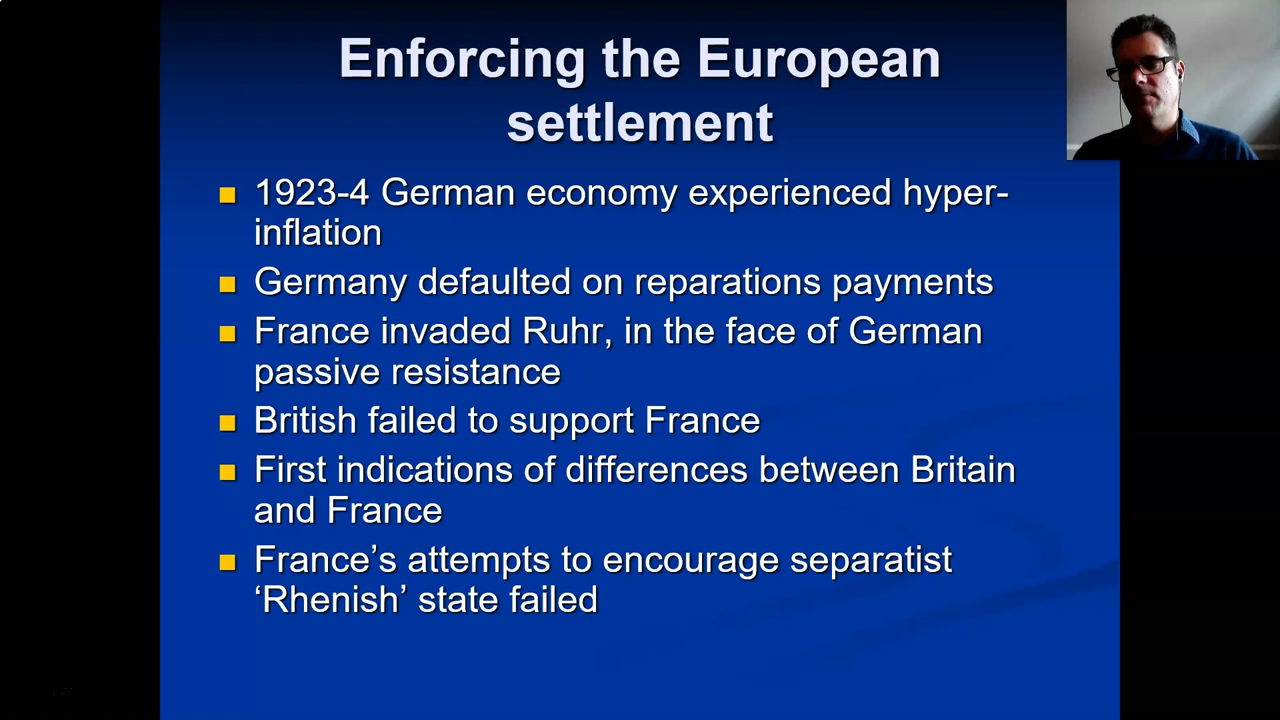 Enforcing the European
settlement
1923-4 German economy experienced hyper-
inflation
Germany defaulted on reparations payments
France invaded Ruhr, in the face of German
passive resistance
British failed to support France
First indications of differences between Britain
and France
France’s attempts to encourage separatist
‘Rhenish’ state failed